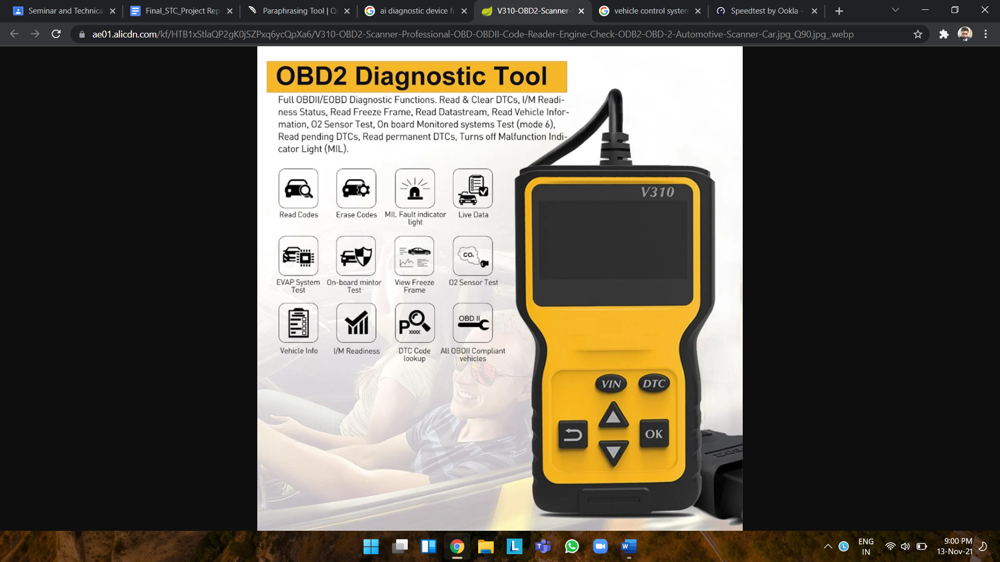 Seminar and Technica
Final_STC_Project Rep
Paraphrasing Tool | Q
ai diagnostic device fo
V310-OBD2-Scanner-
vehicle control system
Speedtest by Ookla -
ae01.alicdn.com/kf/HTB1xStlaQP2gK0jSZPxq6ycQpXa6/V310-OBD2-Scanner-Professional-OBD-OBDII-Code-Reader-Engine-Check-ODB2-OBD-2-Automotive-Scanner-Car.jpg_Q90.jpg_.webp
OBD2 Diagnostic Tool
Full OBDII/EOBD Diagnostic Functions. Read & Clear DTCs, I/M Readi-
ness Status, Read Freeze Frame, Read Datastream, Read Vehicle Infor-
mation, O2 Sensor Test, On board Monitored systems Test (mode 6),
Read pending DTCs, Read permanent DTCs, Turns off Malfunction Indi-
cator Light (MIL).
V310
Read Codes
Erase Codes
MIL Fault indicator
light
Live Data
CO₂
EVAP System
Test
On-board mintor
Test
View Freeze
Frame
O2 Sensor Test
P
xxxx
OBD II
Vehicle Info
I/M Readiness
DTC Code
lookup
All OBDII Compliant
vehicles
VIN
DTC
OK
L
T
W
L
ENG
IN
9:00 PM
13-Nov-21